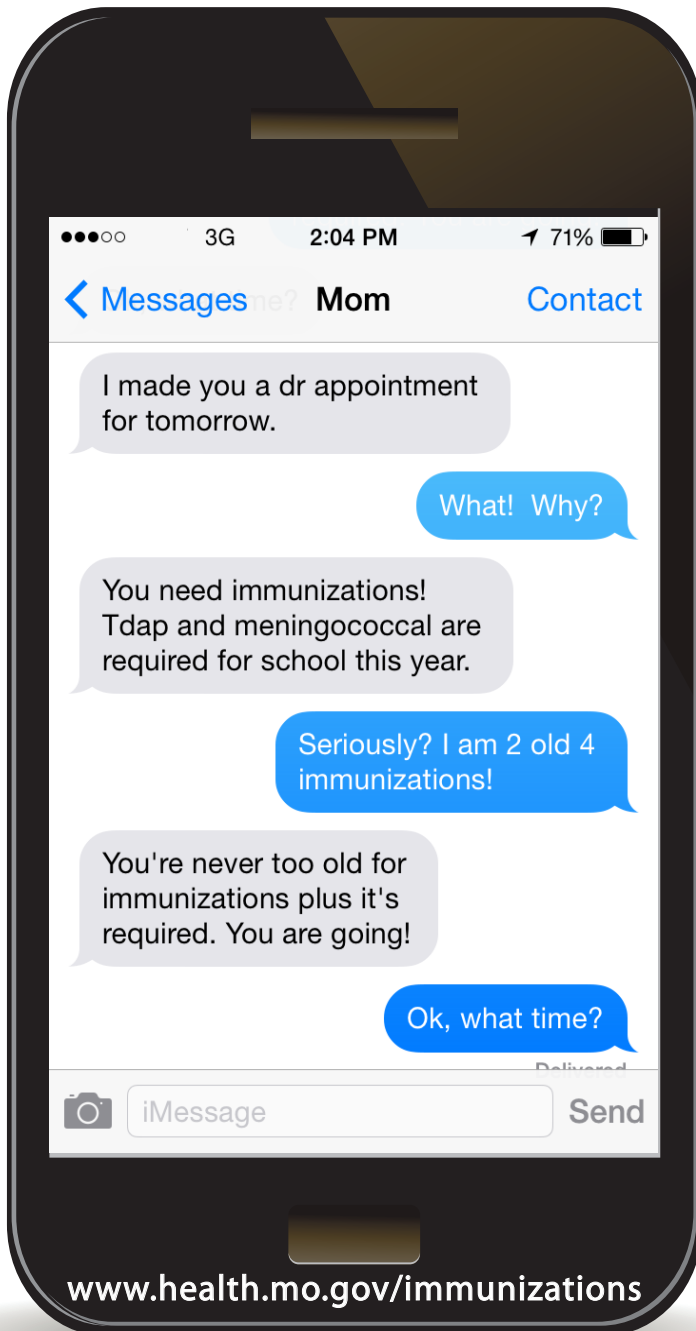 3G 2:04 PM 71%
Messages Mom Contact
I made you a dr appointment
for tomorrow.
What!  Why?
You need immunizations!
Tdap and meningococcal are
required for school this year.
Seriously? I am 2 old 4
immunizations!
You're never too old for
immunizations plus it's
required. You are going!
Ok, what time?
Delivered
iMessage Send
www.health.mo.gov/immunizations